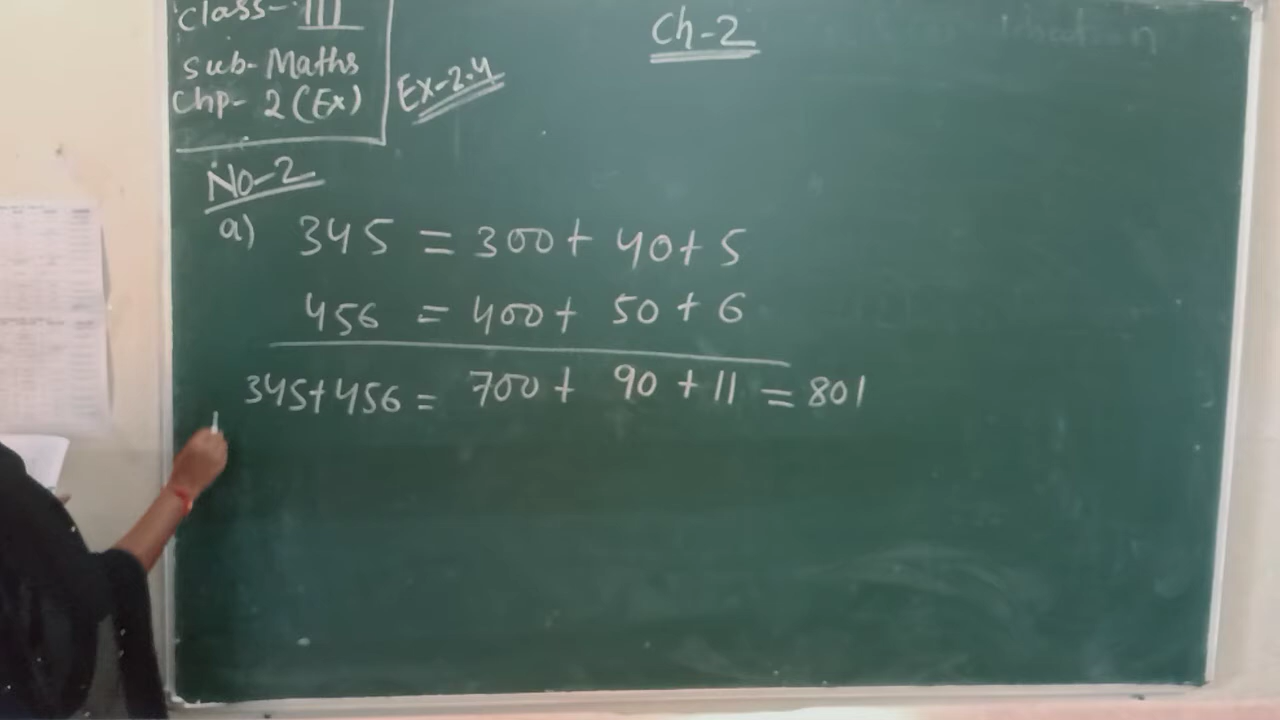 Class- III
Sub- Maths
Chp- 2 (Ex)
Ex-2.4
Ch-2
No-2
a) 345 = 300+ 40+ 5
456 = 400+ 50 + 6
345+456 = 700 + 90 + 11 = 801